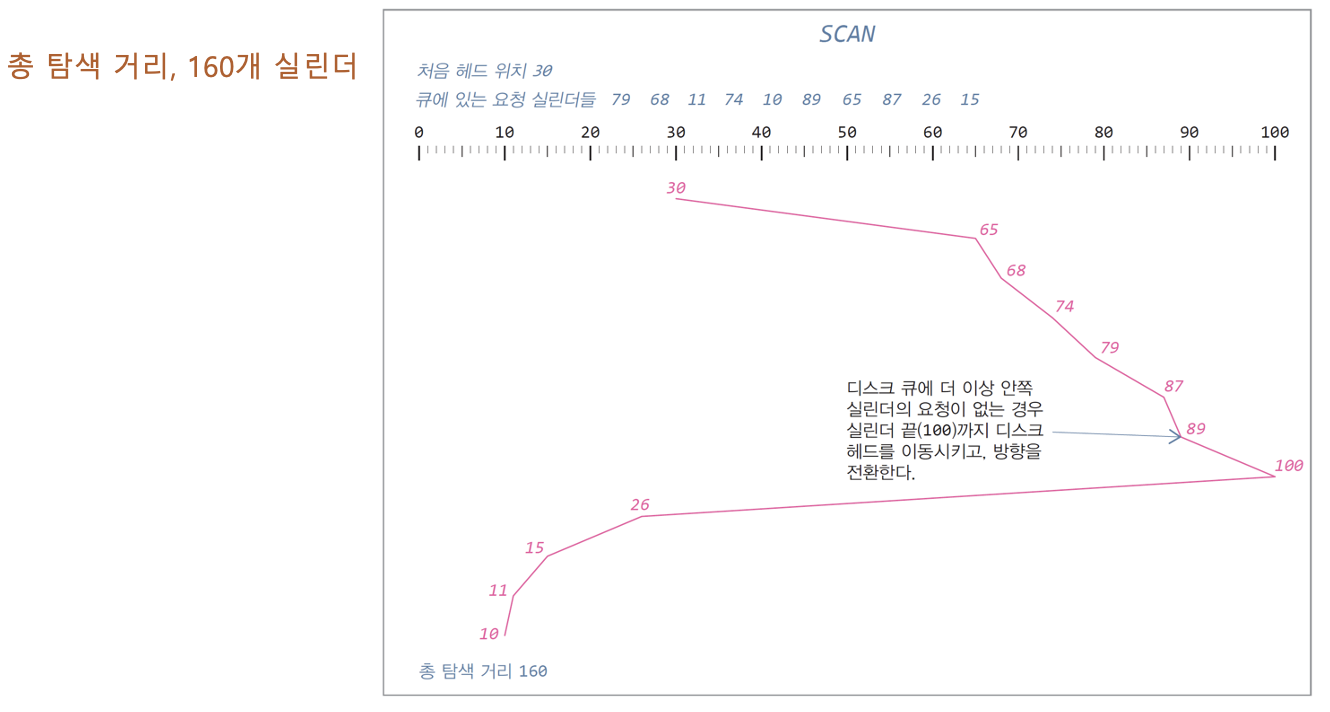 총 탐색 거리, 160개 실린더
SCAN
처음 헤드 위치 30
큐에 있는 요청 실린더들 79 68 11 74 10 89 65 87 26 15
0 10 20 30 40 50 60 70 80 90 100
30
65
68
74
79
87
디스크 큐에 더 이상 안쪽
실린더의 요청이 없는 경우
실린더 끝(100)까지 디스크
헤드를 이동시키고, 방향을
전환한다.
89
100
26
15
11
10
총 탐색 거리 160